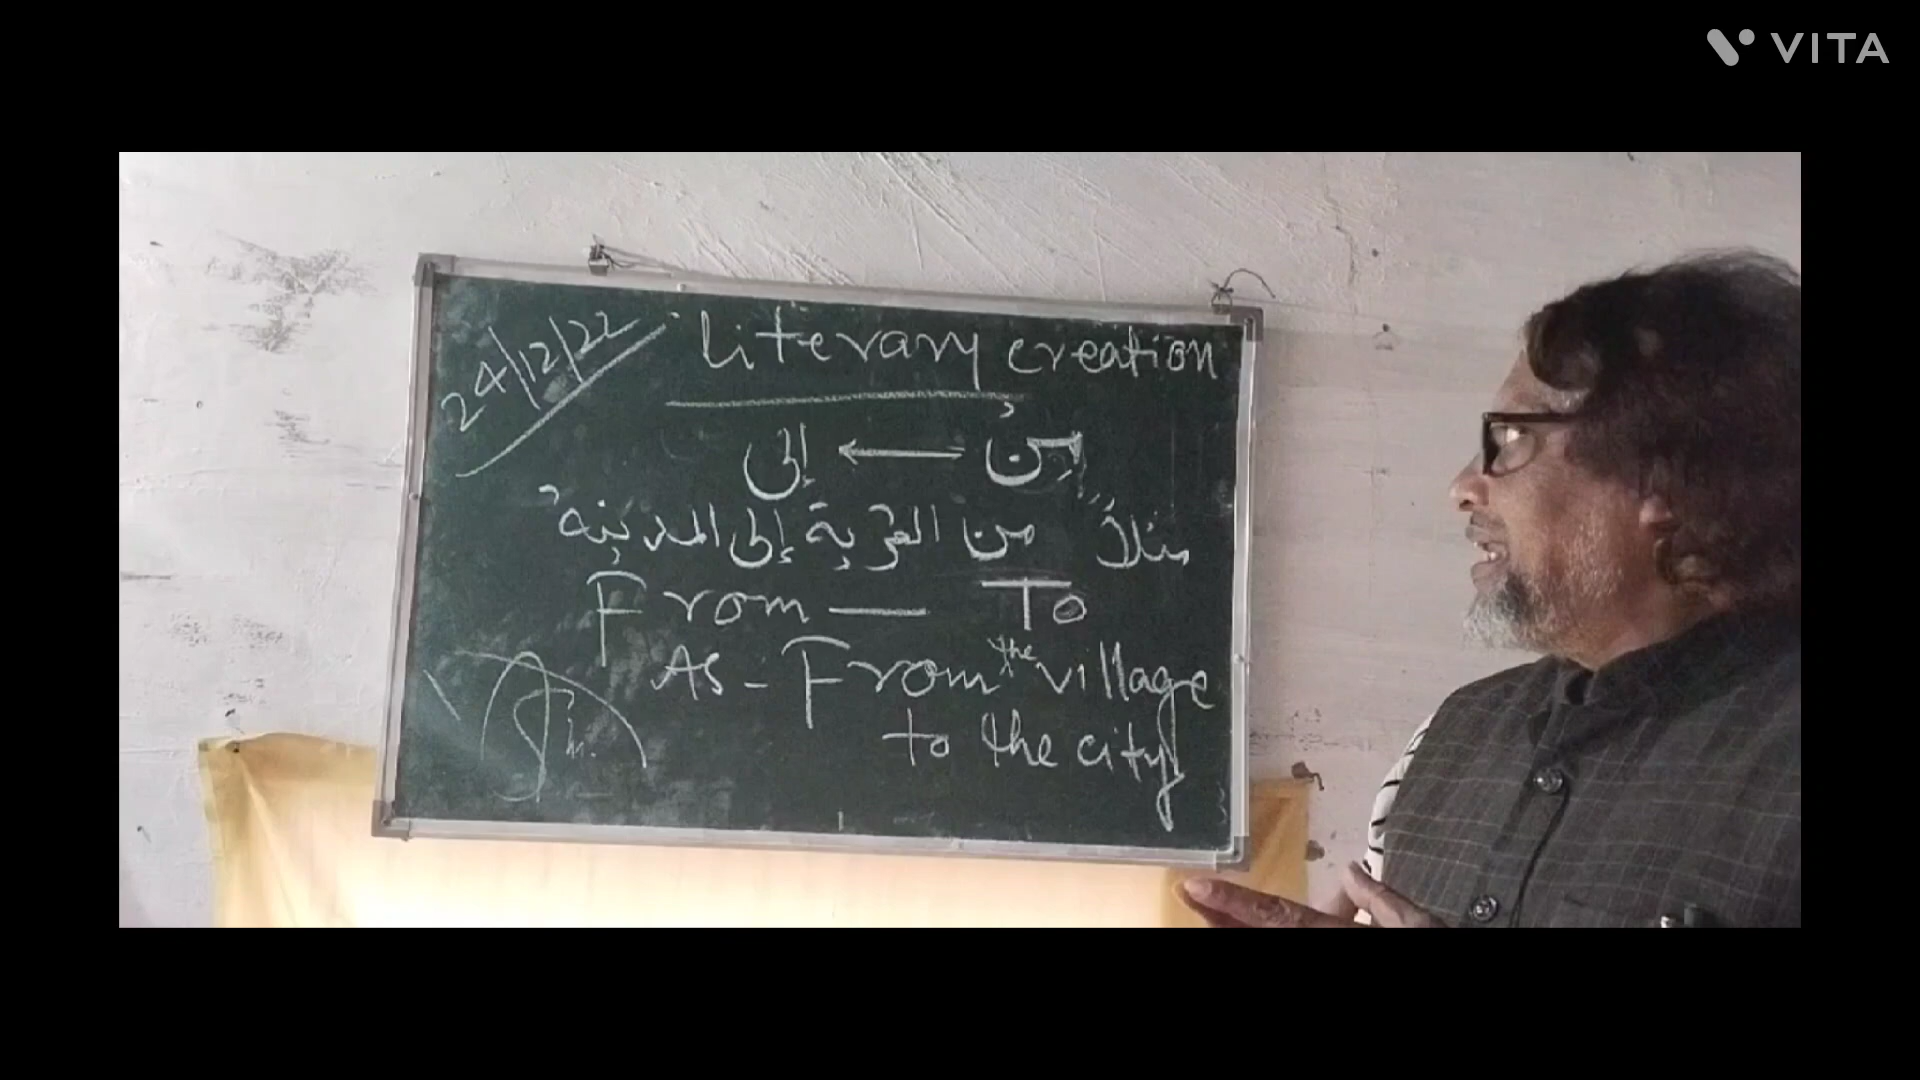 VITA
24/12/22
Literary creation
مِنْ ← إلى
مثلاً من القرية إلى المدينة
From — To
As - From the village
to the city